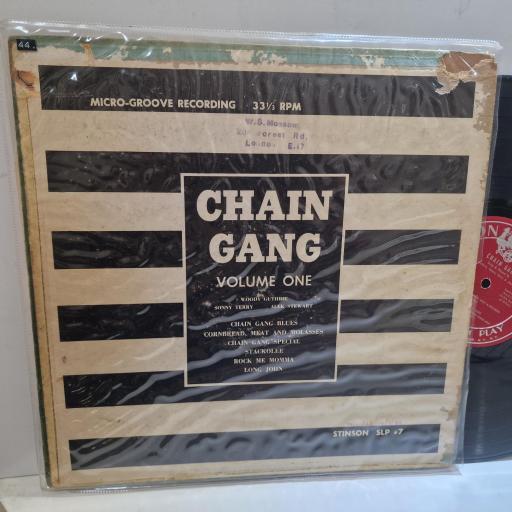 44.
MICRO-GROOVE RECORDING 33⅓ RPM
W.G.
Rd.
London E.17
CHAIN
GANG
VOLUME ONE
WOODY GUTHRIE
SONNY TERRY ALEK STEWART
CHAIN GANG BLUES
CORNBREAD, MEAT AND MOLASSES
CHAIN GANG SPECIAL
STACKOLEE
ROCK ME MOMMA
LONG JOHN
STINSON SLP #7
ON
CHAIN
PLAY